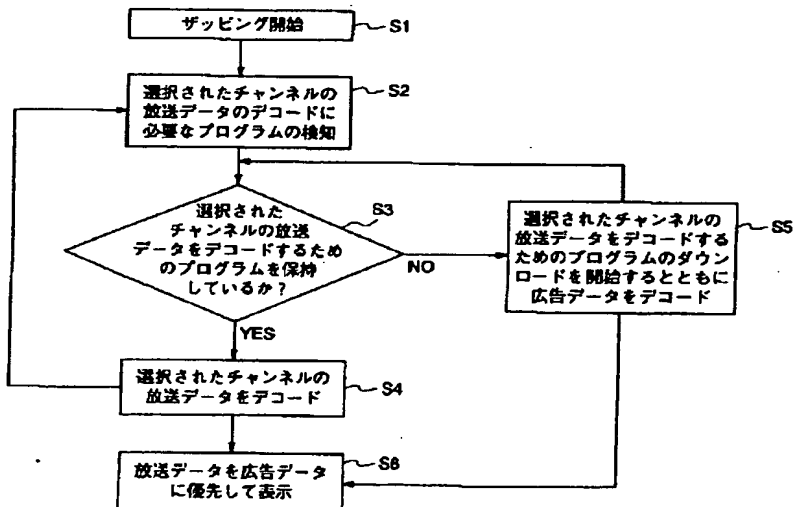 ザッピング開始
S1
選択されたチャンネルの
放送データのデコードに
必要なプログラムの検知
S2
選択された
チャンネルの放送
データをデコードするため
のプログラムを保持
しているか？
S3
NO
YES
選択されたチャンネルの
放送データをデコードする
ためのプログラムのダウン
ロードを開始するとともに
広告データをデコード
S5
選択されたチャンネルの
放送データをデコード
S4
放送データを広告データ
に優先して表示
S6